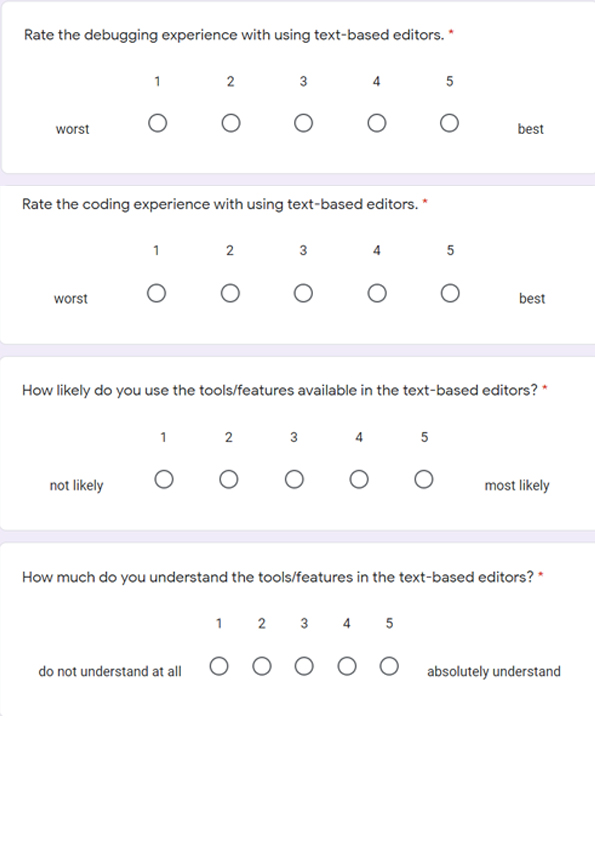 Rate the debugging experience with using text-based editors. *
1 2 3 4 5
worst best
Rate the coding experience with using text-based editors. *
1 2 3 4 5
worst best
How likely do you use the tools/features available in the text-based editors? *
1 2 3 4 5
not likely most likely
How much do you understand the tools/features in the text-based editors? *
1 2 3 4 5
do not understand at all absolutely understand